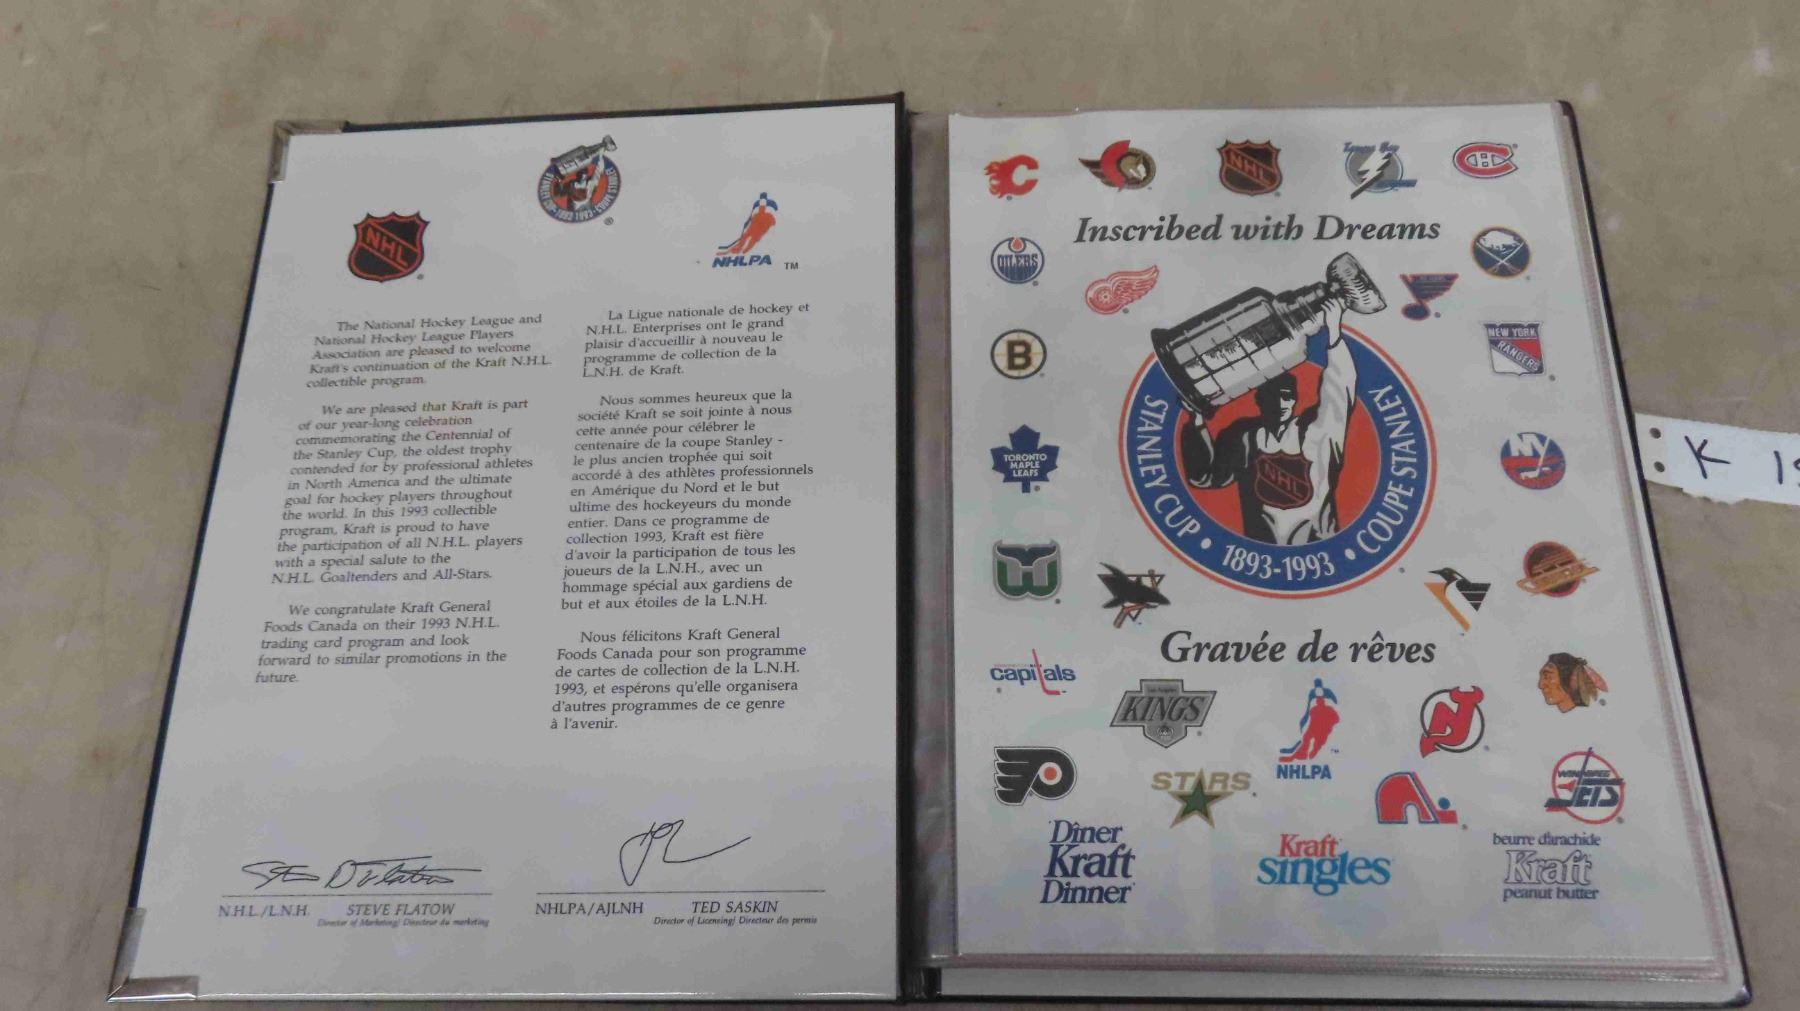 STANLEY CUP • 1893-1993 • COUPE STANLEY
NHL
NHLPA
TM
The National Hockey League and
National Hockey League Players
Association are pleased to welcome
Kraft's continuation of the Kraft N.H.L.
collectible program.
We are pleased that Kraft is part
of our year-long celebration
commemorating the Centennial of
the Stanley Cup, the oldest trophy
contended for by professional athletes
in North America and the ultimate
goal for hockey players throughout
the world. In this 1993 collectible
program, Kraft is proud to have
the participation of all N.H.L. players
with a special salute to the
N.H.L. Goaltenders and All-Stars.
We congratulate Kraft General
Foods Canada on their 1993 N.H.L.
trading card program and look
forward to similar promotions in the
future.
La Ligue nationale de hockey et
N.H.L. Enterprises ont le grand
plaisir d'accueillir à nouveau le
programme de collection de la
L.N.H. de Kraft.
Nous sommes heureux que la
société Kraft se soit jointe à nous
cette année pour célébrer le
centenaire de la coupe Stanley -
le plus ancien trophée qui soit
accordé à des athlètes professionnels
en Amérique du Nord et le but
ultime des hockeyeurs du monde
entier. Dans ce programme de
collection 1993, Kraft est fière
d'avoir la participation de tous les
joueurs de la L.N.H., avec un
hommage spécial aux gardiens de
but et aux étoiles de la L.N.H.
Nous félicitons Kraft General
Foods Canada pour son programme
de cartes de collection de la L.N.H.
1993, et espérons qu'elle organisera
d'autres programmes de ce genre
à l'avenir.
N.H.L./L.N.H. STEVE FLATOW
Director of Marketing/ Directeur du marketing
NHLPA/AJLNH TED SASKIN
Director of Licensing/ Directeur des permis
NHL
Tampa Bay
Inscribed with Dreams
OILERS
NEW YORK
RANGERS
B
TORONTO
MAPLE
LEAFS
NY
NHL
STANLEY CUP • 1893-1993 • COUPE STANLEY
Gravée de rêves
capitals
Los Angeles
KINGS
NHLPA
STARS
WINNIPEG
JETS
Dîner
Kraft
Dinner
Kraft
singles
beurre d'arachide
Kraft
peanut butter
K